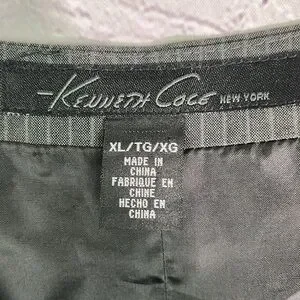 KENNETH COLE NEW YORK
XL/TG/XG
MADE IN
CHINA
FABRIQUE EN
CHINE
HECHO EN
CHINA